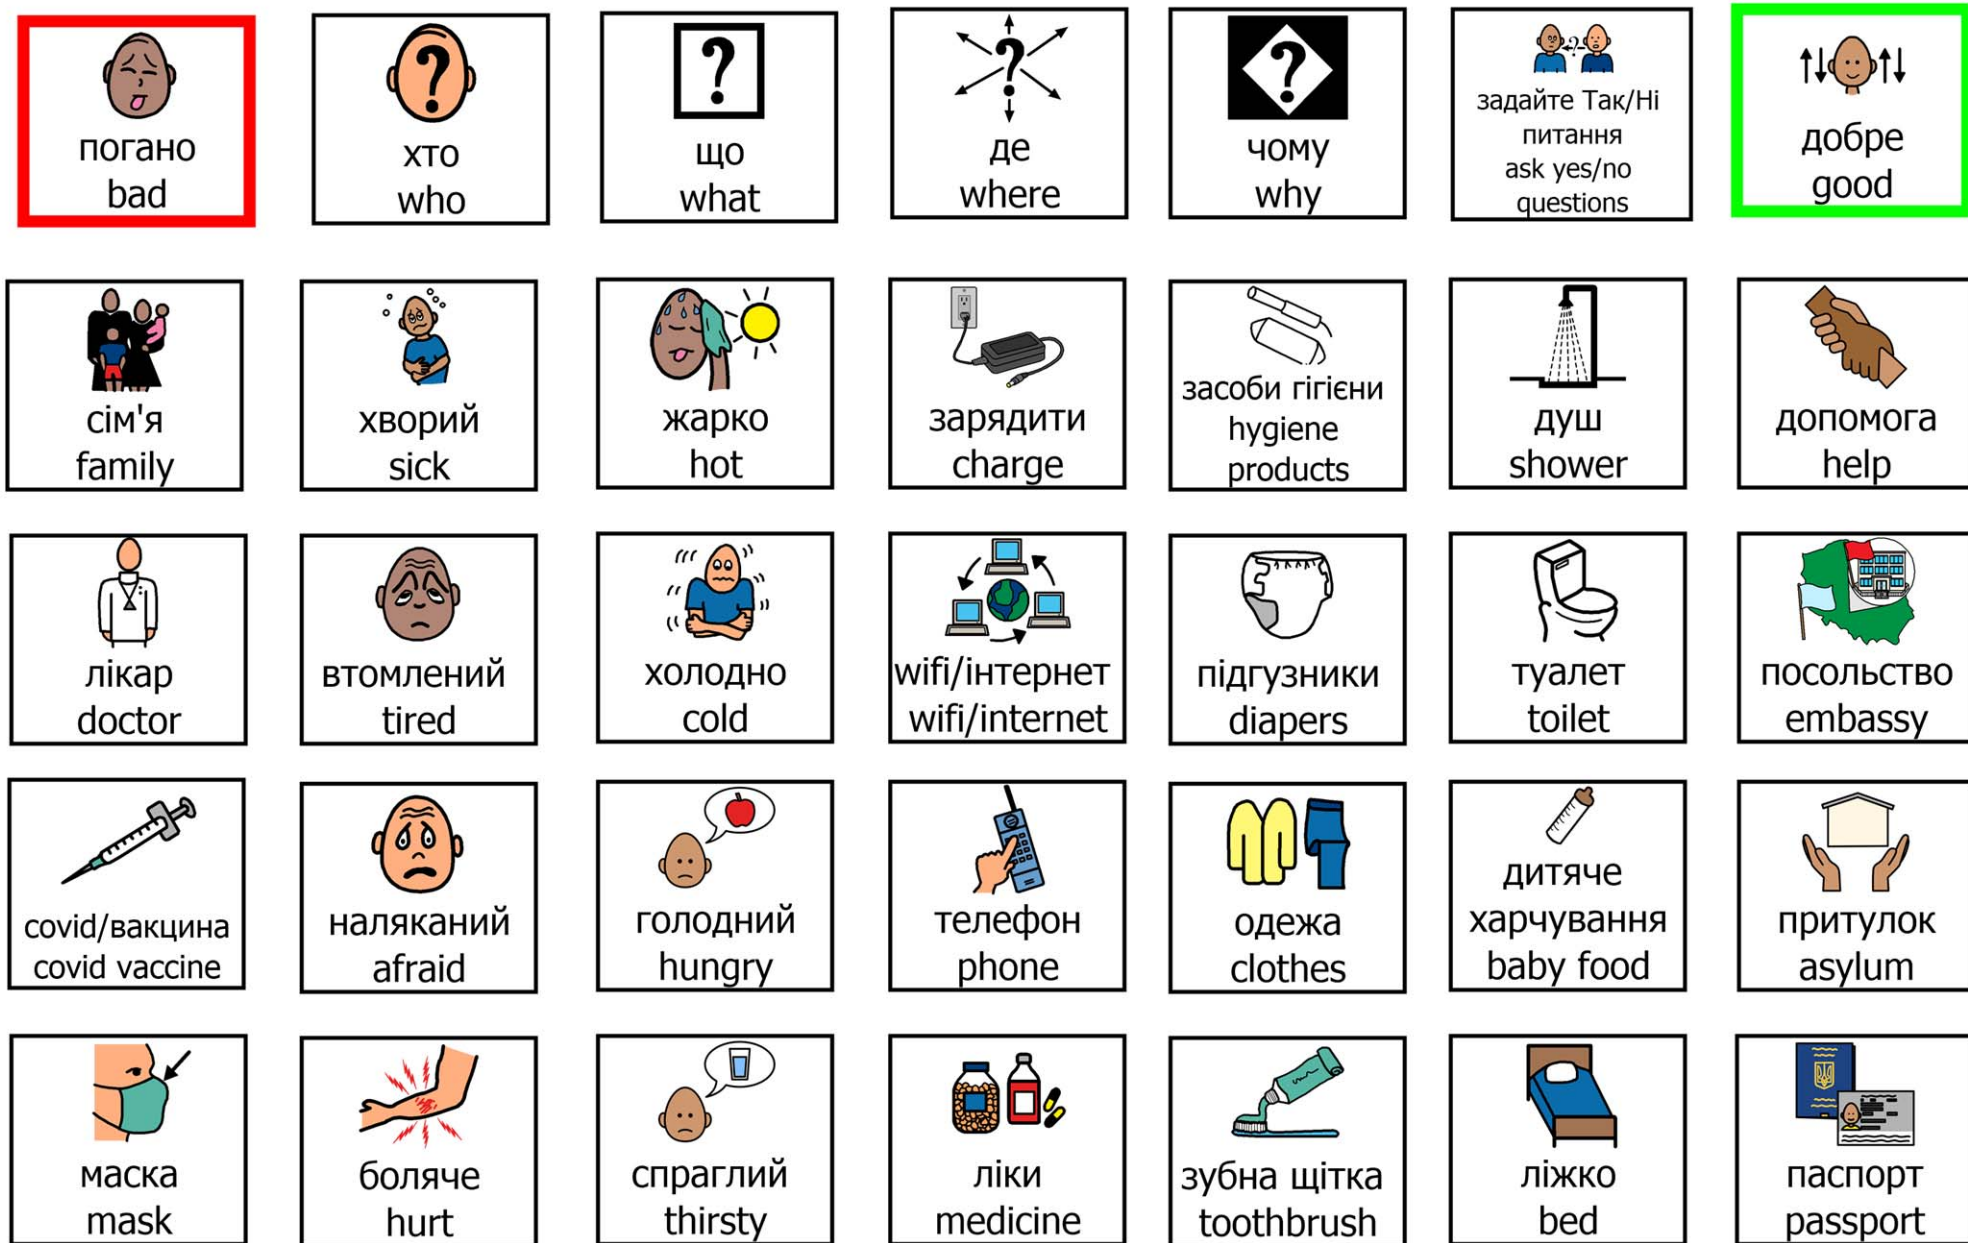 погано
bad
хто
who
що
what
де
where
чому
why
задайте Так/Ні
питання
ask yes/no
questions
добре
good
сім'я
family
хворий
sick
жарко
hot
зарядити
charge
засоби гігієни
hygiene
products
душ
shower
допомога
help
лікар
doctor
втомлений
tired
холодно
cold
wifi/інтернет
wifi/internet
підгузники
diapers
туалет
toilet
посольство
embassy
covid/вакцина
covid vaccine
наляканий
afraid
голодний
hungry
телефон
phone
одежа
clothes
дитяче
харчування
baby food
притулок
asylum
маска
mask
боляче
hurt
спраглий
thirsty
ліки
medicine
зубна щітка
toothbrush
ліжко
bed
паспорт
passport